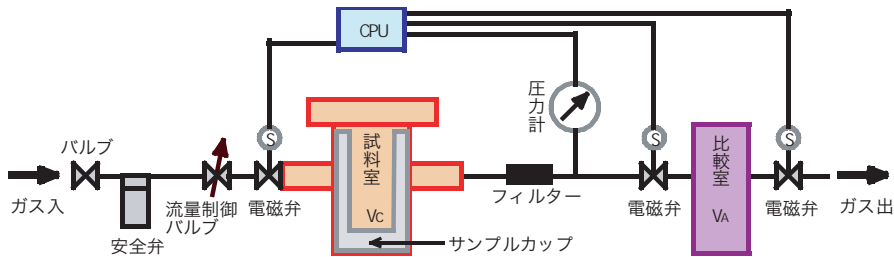 CPU
圧力計
S
S
S
バルブ
試料室
比較室
ガス入
流量制御
バルブ
電磁弁
Vc
フィルター
電磁弁
VA
電磁弁
ガス出
安全弁
サンプルカップ